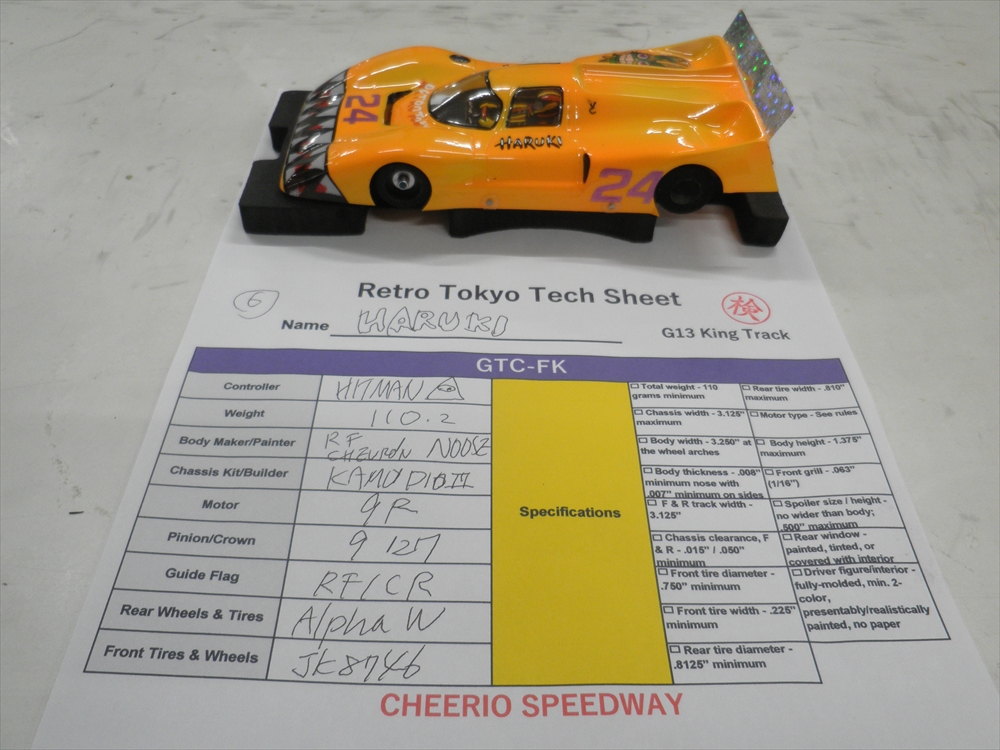 24
HARUKI
24
6
Retro Tokyo Tech Sheet
検
Name HARUKI
G13 King Track
GTC-FK
Controller HITMAN
Weight 110.2
Body Maker/Painter RF CHEVRON NOOSE
Chassis Kit/Builder KAMO DIO II
Motor 9R
Pinion/Crown 9 127
Guide Flag RF/CR
Rear Wheels & Tires Alpha W
Front Tires & Wheels JK8746
Specifications
Total weight - 110
grams minimum
Chassis width - 3.125"
maximum
Body width - 3.250" at
the wheel arches
Body thickness - .008"
minimum nose with
.007" minimum on sides
F & R track width -
3.125"
Chassis clearance, F
& R - .015" / .050"
minimum
Front tire diameter -
.750" minimum
Front tire width - .225"
minimum
Rear tire diameter -
.8125" minimum
Rear tire width - .810"
maximum
Motor type - See rules
Body height - 1.375"
maximum
Front grill - .063"
(1/16")
Spoiler size / height -
no wider than body;
.500" maximum
Rear window -
painted, tinted, or
covered with interior
Driver figure/interior -
fully-molded, min. 2-
color,
presentably/realistically
painted, no paper
CHEERIO SPEEDWAY